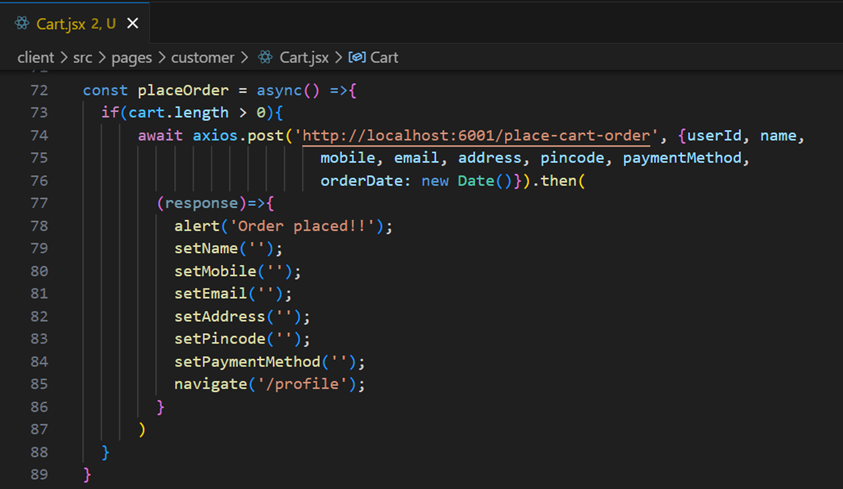 Cart.jsx 2, U
client > src > pages > customer > Cart.jsx > Cart
72 const placeOrder = async() =>{
73 if(cart.length > 0){
74 await axios.post('http://localhost:6001/place-cart-order', {userId, name,
75 mobile, email, address, pincode, paymentMethod,
76 orderDate: new Date()}).then(
77 (response)=>{
78 alert('Order placed!!');
79 setName('');
80 setMobile('');
81 setEmail('');
82 setAddress('');
83 setPincode('');
84 setPaymentMethod('');
85 navigate('/profile');
86 }
87 )
88 }
89 }